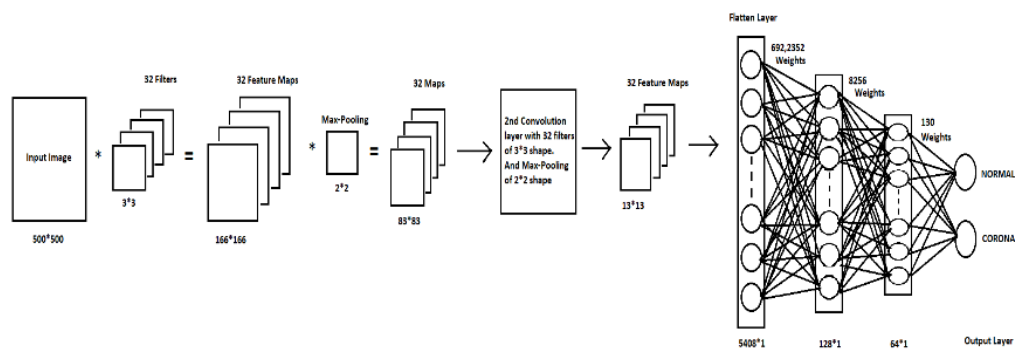 Input Image
500*500
*
32 Filters
3*3
=
32 Feature Maps
166*166
*
Max-Pooling
2*2
=
32 Maps
83*83
2nd Convolution
layer with 32 filters
of 3*3 shape.
And Max-Pooling
of 2*2 shape
32 Feature Maps
13*13
Flatten Layer
692,2352
Weights
5408*1
8256
Weights
128*1
130
Weights
64*1
NORMAL
CORONA
Output Layer